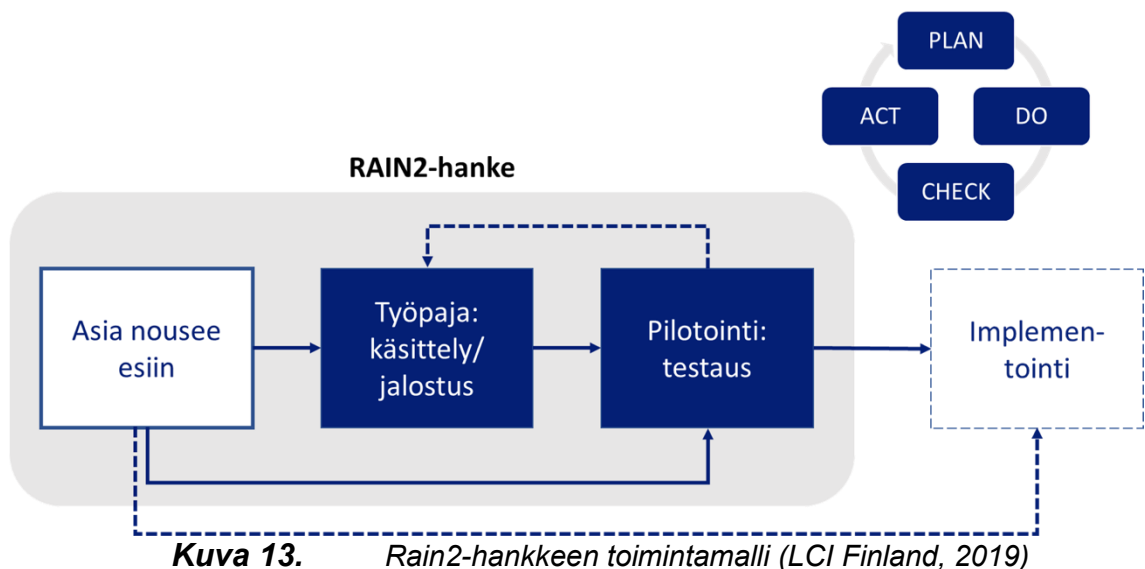 PLAN
ACT
DO
CHECK
RAIN2-hanke
Asia nousee
esiin
Työpaja:
käsittely/
jalostus
Pilotointi:
testaus
Implemen-
tointi
Kuva 13. Rain2-hankkeen toimintamalli (LCI Finland, 2019)